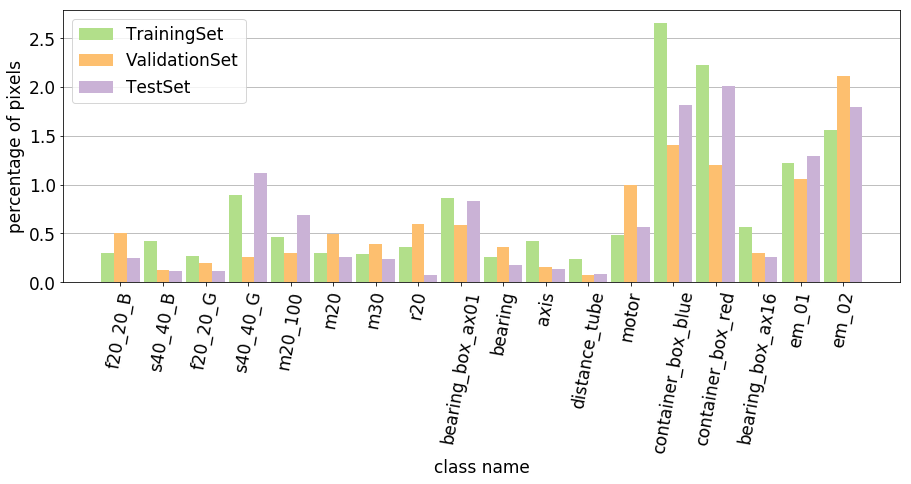 TrainingSet
ValidationSet
TestSet
percentage of pixels
2.5
2.0
1.5
1.0
0.5
0.0
f20_20_B
s40_40_B
f20_20_G
s40_40_G
m20_100
m20
m30
r20
bearing_box_ax01
bearing
axis
distance_tube
motor
container_box_blue
container_box_red
bearing_box_ax16
em_01
em_02
class name